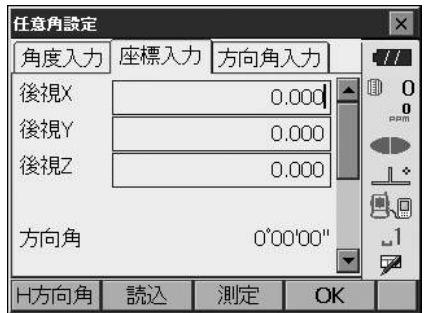 任意角設定
角度入力 座標入力 方向角入力
後視X 0.000
後視Y 0.000
後視Z 0.000
方向角 0°00'00"
0
0
PPM
1
H方向角 読込 測定 OK